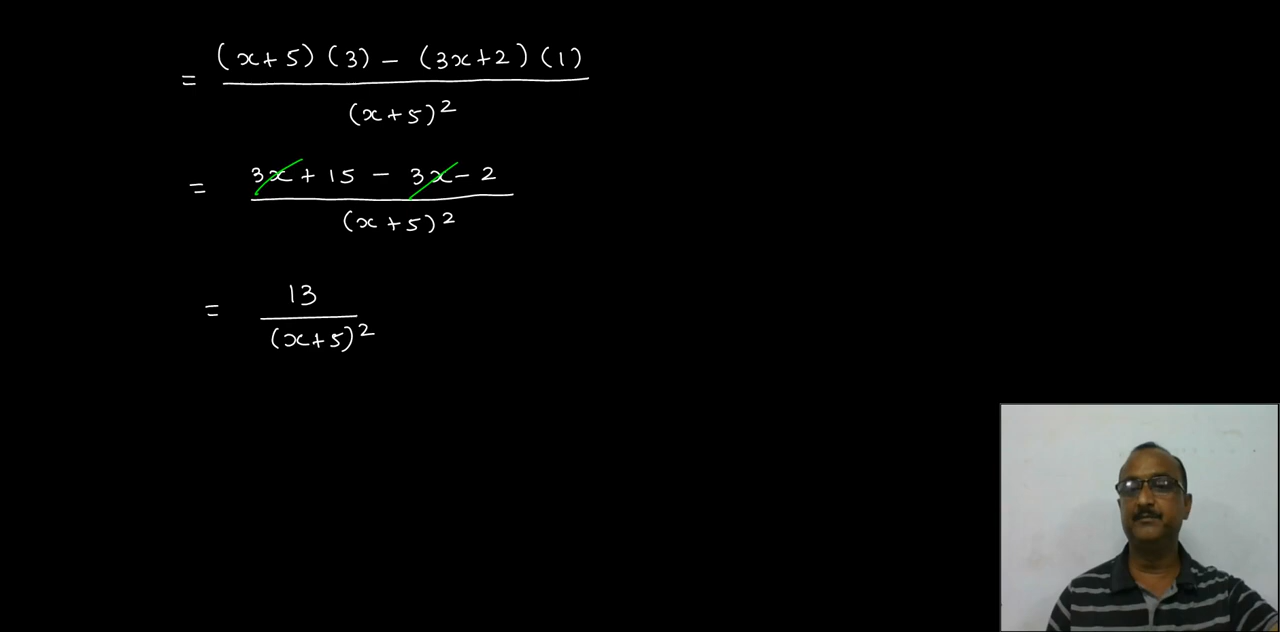 = (x+5) (3) - (3x+2) (1)
(x+5)²
= 3x + 15 - 3x - 2
(x+5)²
= 13
(x+5)²